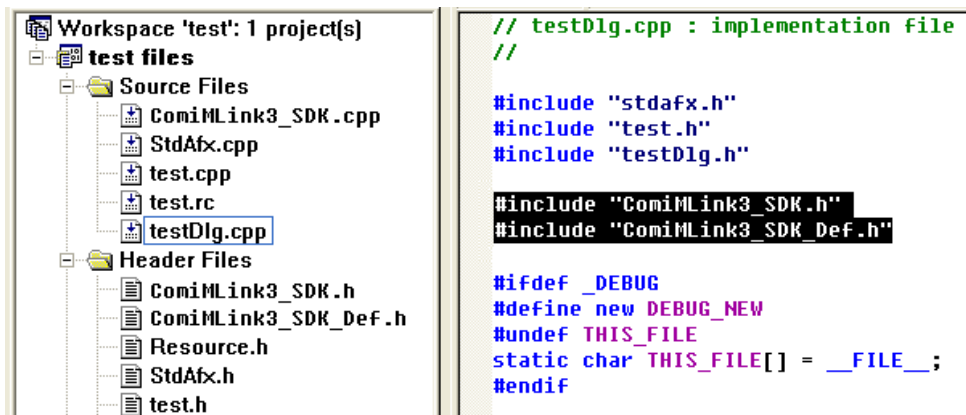 Workspace 'test': 1 project(s)
test files
Source Files
ComiMLink3_SDK.cpp
StdAfx.cpp
test.cpp
test.rc
testDlg.cpp
Header Files
ComiMLink3_SDK.h
ComiMLink3_SDK_Def.h
Resource.h
StdAfx.h
test.h
// testDlg.cpp : implementation file
//
#include "stdafx.h"
#include "test.h"
#include "testDlg.h"
#include "ComiMLink3_SDK.h"
#include "ComiMLink3_SDK_Def.h"
#ifdef _DEBUG
#define new DEBUG_NEW
#undef THIS_FILE
static char THIS_FILE[] = __FILE__;
#endif